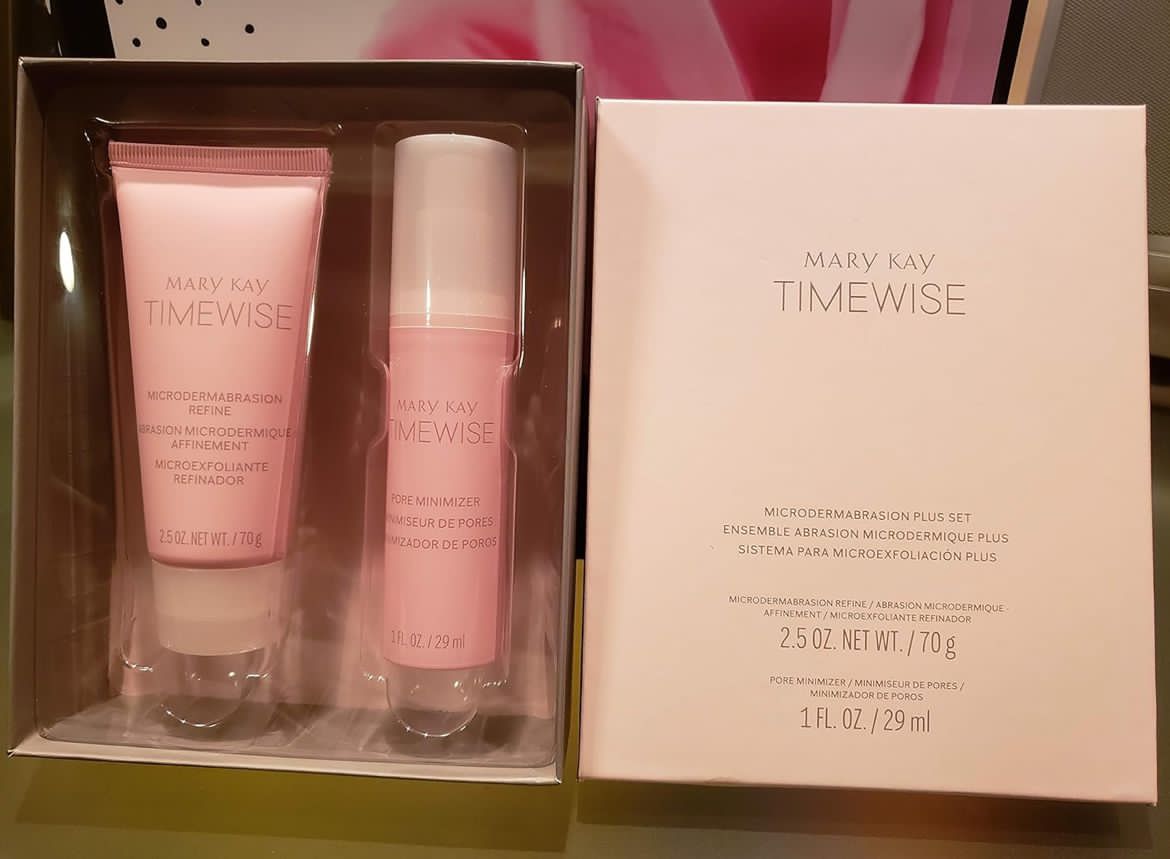 MARY KAY
TIMEWISE
MICRODERMABRASION
REFINE
ABRASION MICRODERMIQUE
AFFINEMENT
MICROEXFOLIANTE
REFINADOR
2.5 OZ. NET WT. / 70 g
MARY KAY
TIMEWISE
PORE MINIMIZER
MINIMISEUR DE PORES
MINIMIZADOR DE POROS
1 FL. OZ. / 29 ml
MARY KAY
TIMEWISE
MICRODERMABRASION PLUS SET
ENSEMBLE ABRASION MICRODERMIQUE PLUS
SISTEMA PARA MICROEXFOLIACIÓN PLUS
MICRODERMABRASION REFINE / ABRASION MICRODERMIQUE -
AFFINEMENT / MICROEXFOLIANTE REFINADOR
2.5 OZ. NET WT. / 70 g
PORE MINIMIZER / MINIMISEUR DE PORES /
MINIMIZADOR DE POROS
1 FL. OZ. / 29 ml